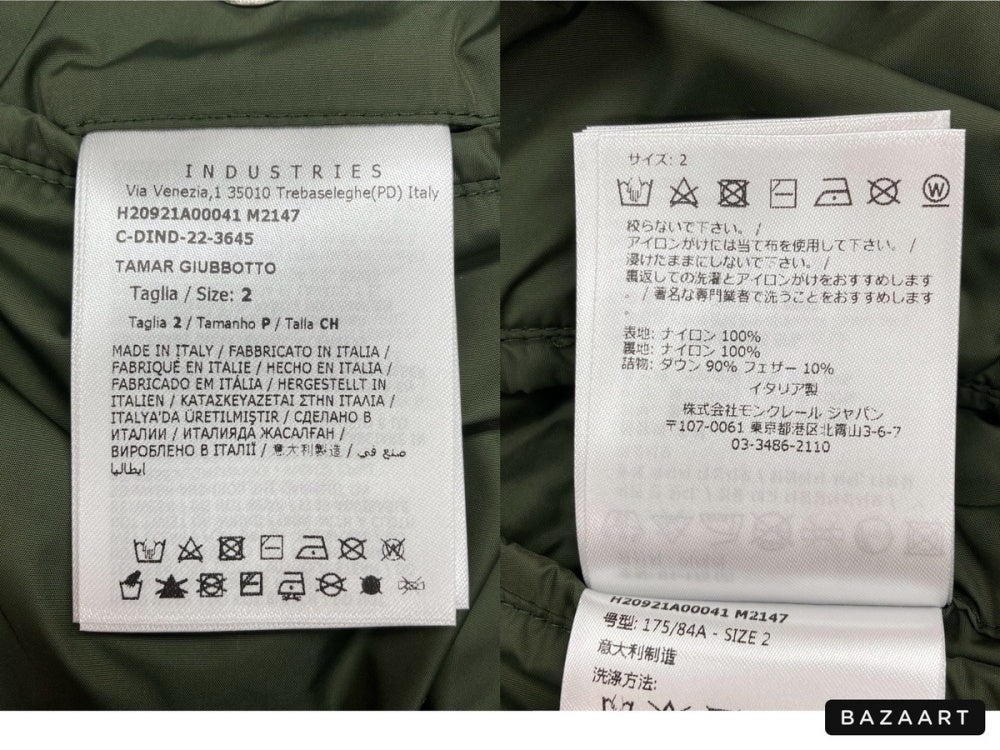 INDUSTRIES
Via Venezia,1 35010 Trebaseleghe(PD) Italy
H20921A00041 M2147
C-DIND-22-3645
TAMAR GIUBBOTTO
Taglia / Size: 2
Taglia 2 / Tamanho P / Talla CH
MADE IN ITALY / FABBRICATO IN ITALIA /
FABRIQUÉ EN ITALIE / HECHO EN ITALIA /
FABRICADO EM ITÁLIA / HERGESTELLT IN
ITALIEN / ΚΑΤΑΣΚΕΥΑΖΕΤΑΙ ΣΤΗΝ ΙΤΑΛΙΑ /
ITALYA'DA ÜRETILMIŞTIR / СДЕЛАНО В
ИТАЛИИ / ИТАЛИЯДА ЖАСАЛҒАН /
ВИРОБЛЕНО В ІТАЛІЇ / 意大利製造 / صنع في
ايطاليا
サイズ: 2
W
絞らないで下さい。 /
アイロンがけには当て布を使用して下さい。 /
浸けたままにしないで下さい。 /
裏返しての洗濯とアイロンがけをおすすめします
。 / 著名な専門業者で洗うことをおすすめします
。
表地: ナイロン 100%
裏地: ナイロン 100%
詰物: ダウン 90% フェザー 10%
イタリア製
株式会社モンクレール ジャパン
〒107-0061 東京都港区北青山3-6-7
03-3486-2110
H20921A00041 M2147
号型: 175/84A - SIZE 2
意大利制造
洗涤方法:
BAZAART